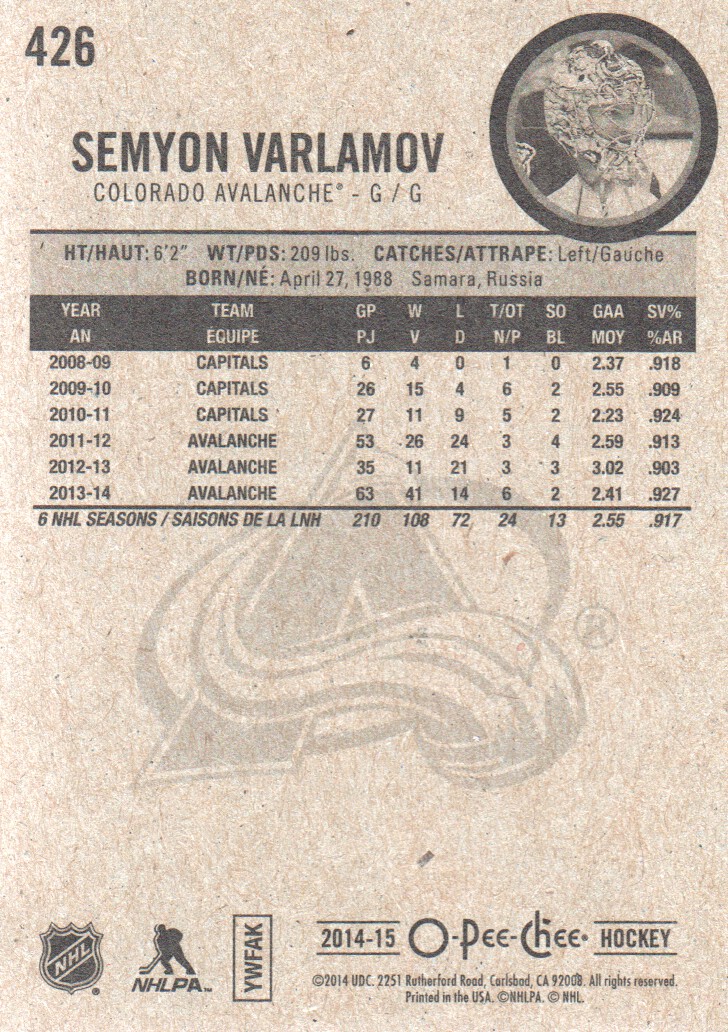 426
SEMYON VARLAMOV
COLORADO AVALANCHE® - G / G
HT/HAUT: 6'2" WT/PDS: 209 lbs. CATCHES/ATTRAPE: Left/Gauche
BORN/NÉ: April 27, 1988 Samara, Russia
YEAR TEAM GP W L T/OT SO GAA SV%
AN ÉQUIPE PJ V D N/P BL MOY %AR
2008-09 CAPITALS 6 4 0 1 0 2.37 .918
2009-10 CAPITALS 26 15 4 6 2 2.55 .909
2010-11 CAPITALS 27 11 9 5 2 2.23 .924
2011-12 AVALANCHE 53 26 24 3 4 2.59 .913
2012-13 AVALANCHE 35 11 21 3 3 3.02 .903
2013-14 AVALANCHE 63 41 14 6 2 2.41 .927
6 NHL SEASONS / SAISONS DE LA LNH 210 108 72 24 13 2.55 .917
®
NHL ®
NHLPA™
YWFAK
2014-15 O-Pee-Chee® HOCKEY
©2014 UDC. 2251 Rutherford Road, Carlsbad, CA 92008. All rights reserved.
Printed in the USA. ©NHLPA. © NHL.